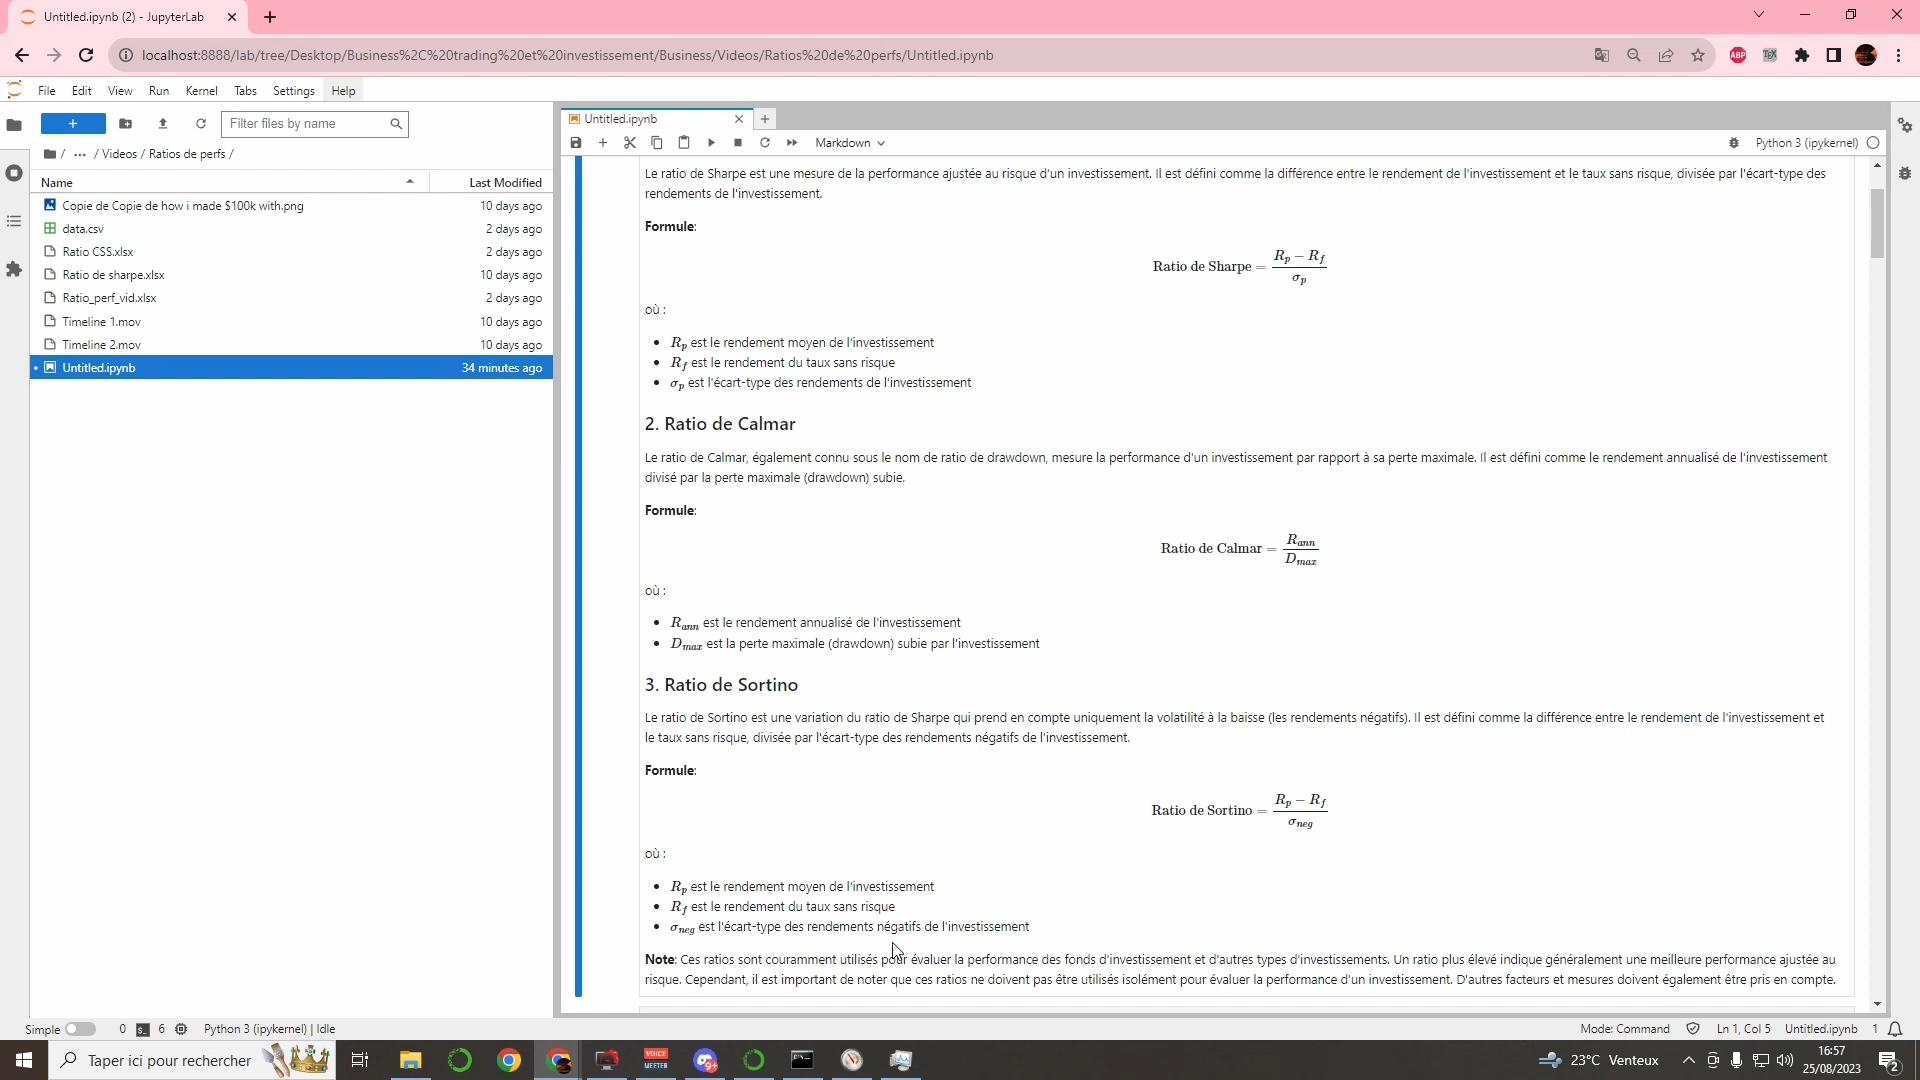 Untitled.ipynb (2) - JupyterLab
localhost:8888/lab/tree/Desktop/Business%2C%20trading%20et%20investissement/Business/Videos/Ratios%20de%20perfs/Untitled.ipynb
ABP
File Edit View Run Kernel Tabs Settings Help
+
Filter files by name
/ ... / Videos / Ratios de perfs /
Name Last Modified
Copie de Copie de how i made $100k with.png 10 days ago
data.csv 2 days ago
Ratio CSS.xlsx 2 days ago
Ratio de sharpe.xlsx 10 days ago
Ratio_perf_vid.xlsx 2 days ago
Timeline 1.mov 10 days ago
Timeline 2.mov 10 days ago
Untitled.ipynb 34 minutes ago
Untitled.ipynb
Markdown
Python 3 (ipykernel)
Le ratio de Sharpe est une mesure de la performance ajustée au risque d'un investissement. Il est défini comme la différence entre le rendement de l'investissement et le taux sans risque, divisée par l'écart-type des
rendements de l'investissement.
Formule:
Ratio de Sharpe = (R_p − R_f) / σ_p
où :
• R_p est le rendement moyen de l'investissement
• R_f est le rendement du taux sans risque
• σ_p est l'écart-type des rendements de l'investissement
2. Ratio de Calmar
Le ratio de Calmar, également connu sous le nom de ratio de drawdown, mesure la performance d'un investissement par rapport à sa perte maximale. Il est défini comme le rendement annualisé de l'investissement
divisé par la perte maximale (drawdown) subie.
Formule:
Ratio de Calmar = R_ann / D_max
où :
• R_ann est le rendement annualisé de l'investissement
• D_max est la perte maximale (drawdown) subie par l'investissement
3. Ratio de Sortino
Le ratio de Sortino est une variation du ratio de Sharpe qui prend en compte uniquement la volatilité à la baisse (les rendements négatifs). Il est défini comme la différence entre le rendement de l'investissement et
le taux sans risque, divisée par l'écart-type des rendements négatifs de l'investissement.
Formule:
Ratio de Sortino = (R_p − R_f) / σ_neg
où :
• R_p est le rendement moyen de l'investissement
• R_f est le rendement du taux sans risque
• σ_neg est l'écart-type des rendements négatifs de l'investissement
Note: Ces ratios sont couramment utilisés pour évaluer la performance des fonds d'investissement et d'autres types d'investissements. Un ratio plus élevé indique généralement une meilleure performance ajustée au
risque. Cependant, il est important de noter que ces ratios ne doivent pas être utilisés isolément pour évaluer la performance d'un investissement. D'autres facteurs et mesures doivent également être pris en compte.
Simple 0 6 Python 3 (ipykernel) | Idle
Mode: Command Ln 1, Col 5 Untitled.ipynb 1
Taper ici pour rechercher
VOICE
MEETER
9+
23°C Venteux
16:57
25/08/2023
2